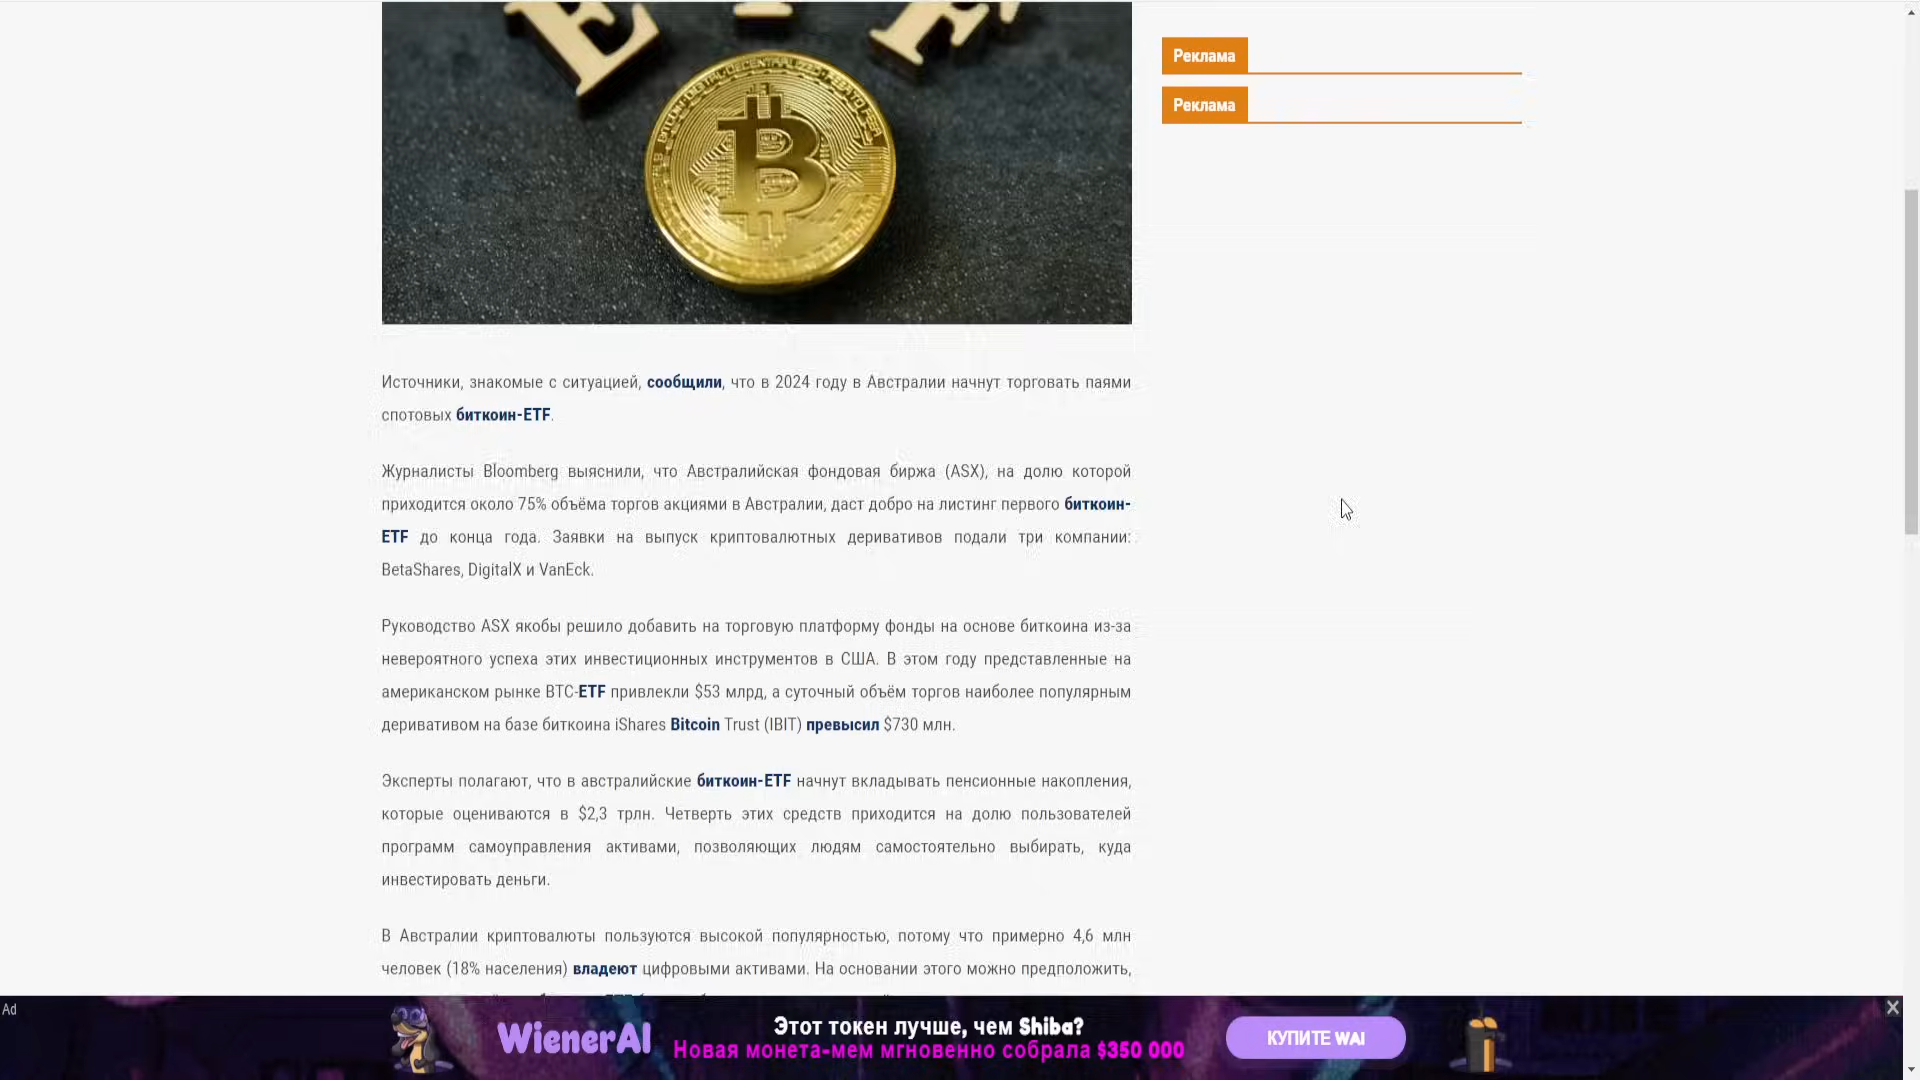 ETF
BITCOIN DIGITAL DECENTRALIZED PEER TO PEER
Реклама
Реклама
Источники, знакомые с ситуацией, сообщили, что в 2024 году в Австралии начнут торговать паями
спотовых биткоин-ETF.
Журналисты Bloomberg выяснили, что Австралийская фондовая биржа (ASX), на долю которой
приходится около 75% объёма торгов акциями в Австралии, даст добро на листинг первого биткоин-
ETF до конца года. Заявки на выпуск криптовалютных деривативов подали три компании:
BetaShares, DigitalX и VanEck.
Руководство ASX якобы решило добавить на торговую платформу фонды на основе биткоина из-за
невероятного успеха этих инвестиционных инструментов в США. В этом году представленные на
американском рынке BTC-ETF привлекли $53 млрд, а суточный объём торгов наиболее популярным
деривативом на базе биткоина iShares Bitcoin Trust (IBIT) превысил $730 млн.
Эксперты полагают, что в австралийские биткоин-ETF начнут вкладывать пенсионные накопления,
которые оцениваются в $2,3 трлн. Четверть этих средств приходится на долю пользователей
программ самоуправления активами, позволяющих людям самостоятельно выбирать, куда
инвестировать деньги.
В Австралии криптовалюты пользуются высокой популярностью, потому что примерно 4,6 млн
человек (18% населения) владеют цифровыми активами. На основании этого можно предположить,
Ad
WienerAI
Этот токен лучше, чем Shiba?
Новая монета-мем мгновенно собрала $350 000
КУПИТЕ WAI